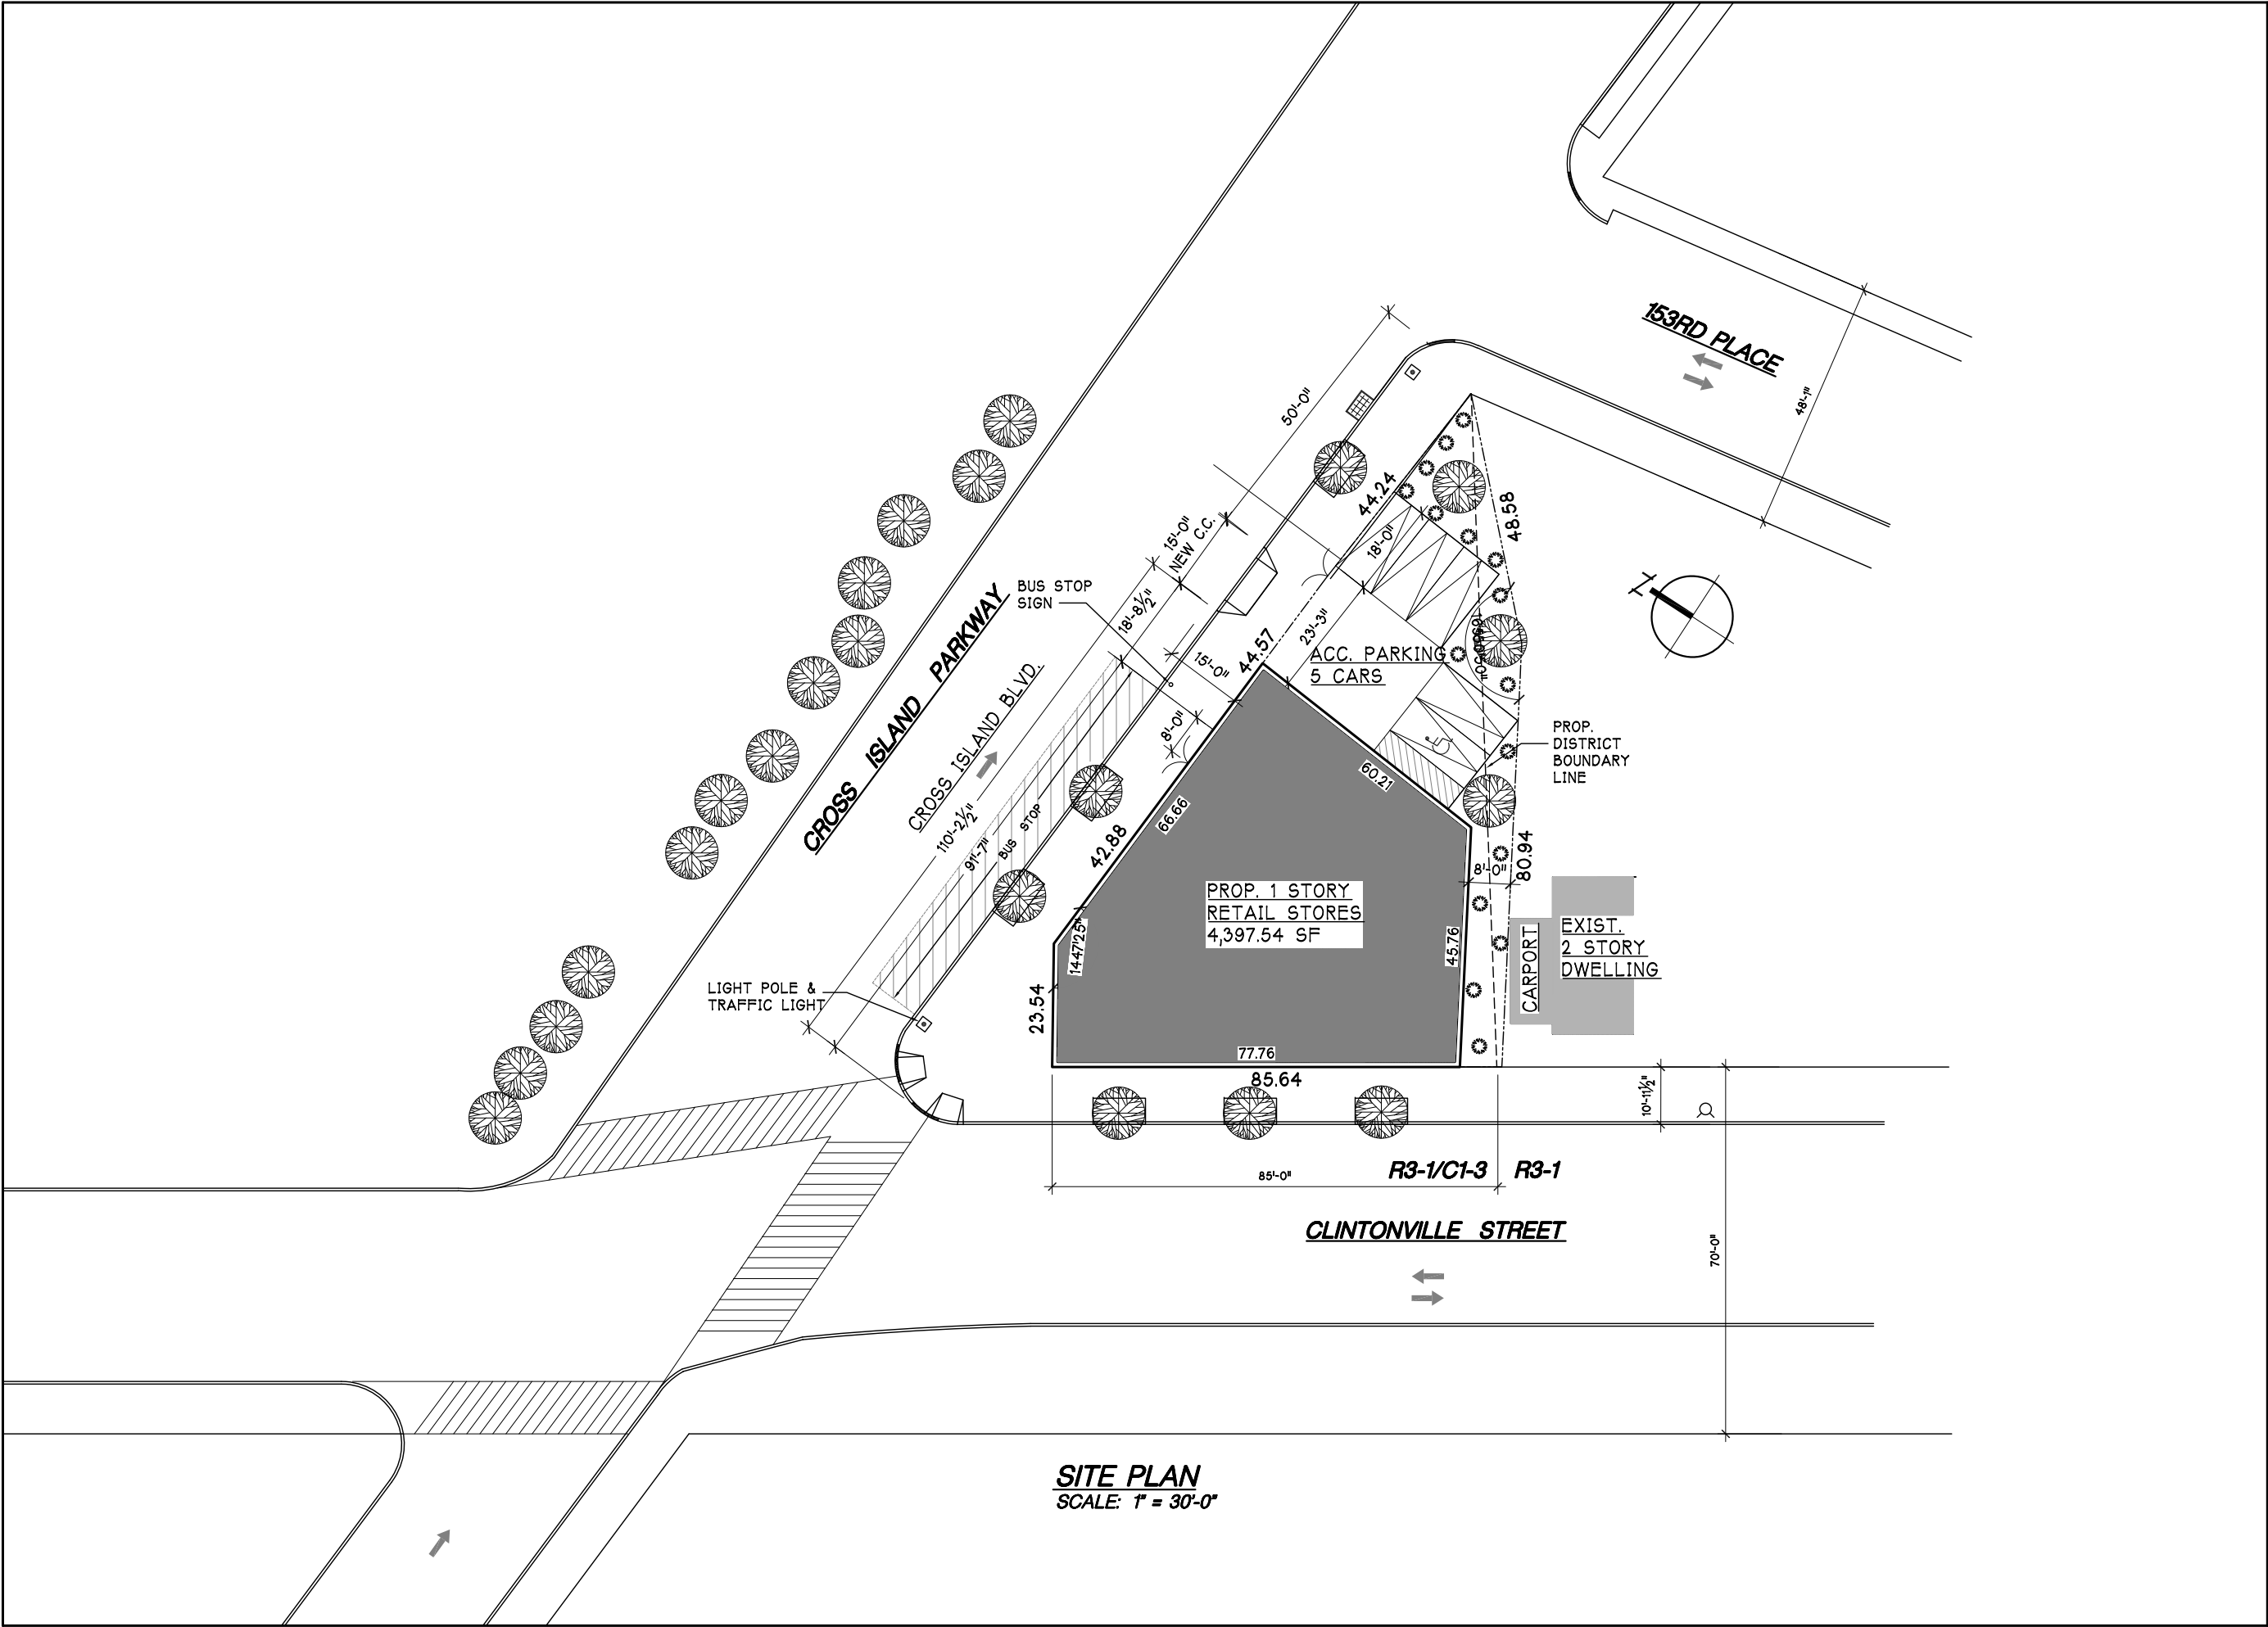 153RD PLACE
48'-1"
50'-0"
15'-0"
NEW C.C.
18'-8½"
44.24
18'-0"
48.58
BUS STOP
SIGN
CROSS ISLAND PARKWAY
CROSS ISLAND BLVD.
110'-2½"
91'-7"
BUS STOP
15'-0"
8'-0"
44.57
23'-3"
ACC. PARKING
5 CARS
N
PROP.
DISTRICT
BOUNDARY
LINE
60.21
66.66
42.88
80.94
8'-0"
PROP. 1 STORY
RETAIL STORES
4,397.54 SF
45.76
CARPORT
EXIST.
2 STORY
DWELLING
LIGHT POLE &
TRAFFIC LIGHT
23.54
144°7'25"
77.76
85.64
10'-11½"
85'-0"
R3-1/C1-3 R3-1
CLINTONVILLE STREET
70'-0"
SITE PLAN
SCALE: 1" = 30'-0"